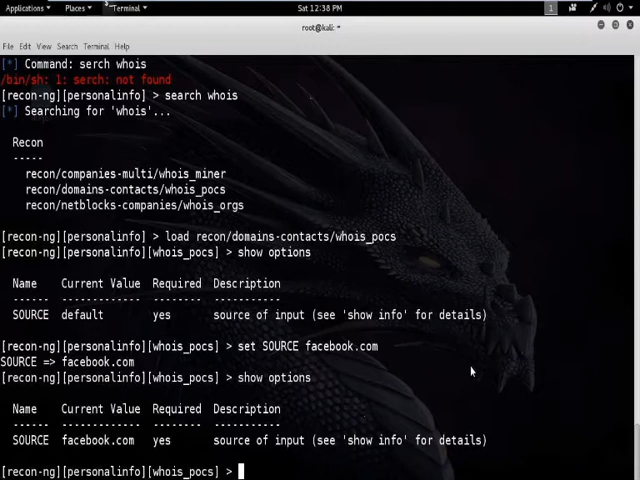 Applications Places Terminal Sat 12:38 PM 1
root@kali: ~
File Edit View Search Terminal Help
[*] Command: serch whois
/bin/sh: 1: serch: not found
[recon-ng][personalinfo] > search whois
[*] Searching for 'whois'...
Recon
-----
recon/companies-multi/whois_miner
recon/domains-contacts/whois_pocs
recon/netblocks-companies/whois_orgs
[recon-ng][personalinfo] > load recon/domains-contacts/whois_pocs
[recon-ng][personalinfo][whois_pocs] > show options
Name Current Value Required Description
------ ------------- -------- -----------
SOURCE default yes source of input (see 'show info' for details)
[recon-ng][personalinfo][whois_pocs] > set SOURCE facebook.com
SOURCE => facebook.com
[recon-ng][personalinfo][whois_pocs] > show options
Name Current Value Required Description
------ ------------- -------- -----------
SOURCE facebook.com yes source of input (see 'show info' for details)
[recon-ng][personalinfo][whois_pocs] >